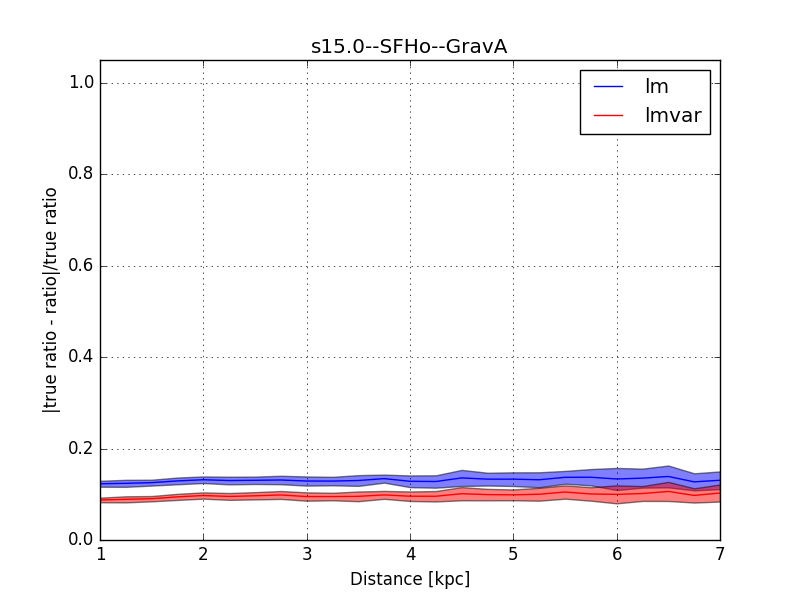 s15.0--SFHo--GravA
lm
lmvar
|true ratio - ratio|/true ratio
1.0
0.8
0.6
0.4
0.2
0.0
1 2 3 4 5 6 7
Distance [kpc]